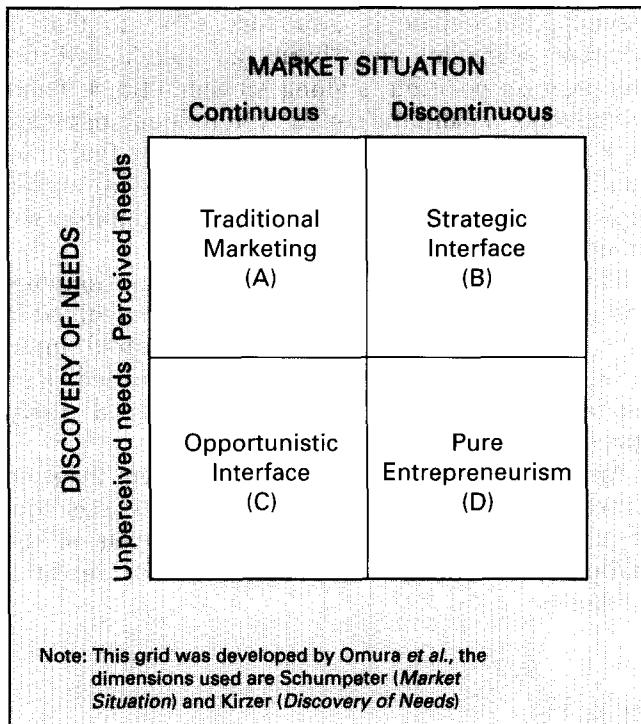 MARKET SITUATION
Continuous Discontinuous
DISCOVERY OF NEEDS
Perceived needs
Traditional Strategic
Marketing Interface
(A) (B)
Unperceived needs
Opportunistic Pure
Interface Entrepreneurism
(C) (D)
Note: This grid was developed by Omura et al., the
dimensions used are Schumpeter (Market
Situation) and Kirzer (Discovery of Needs)